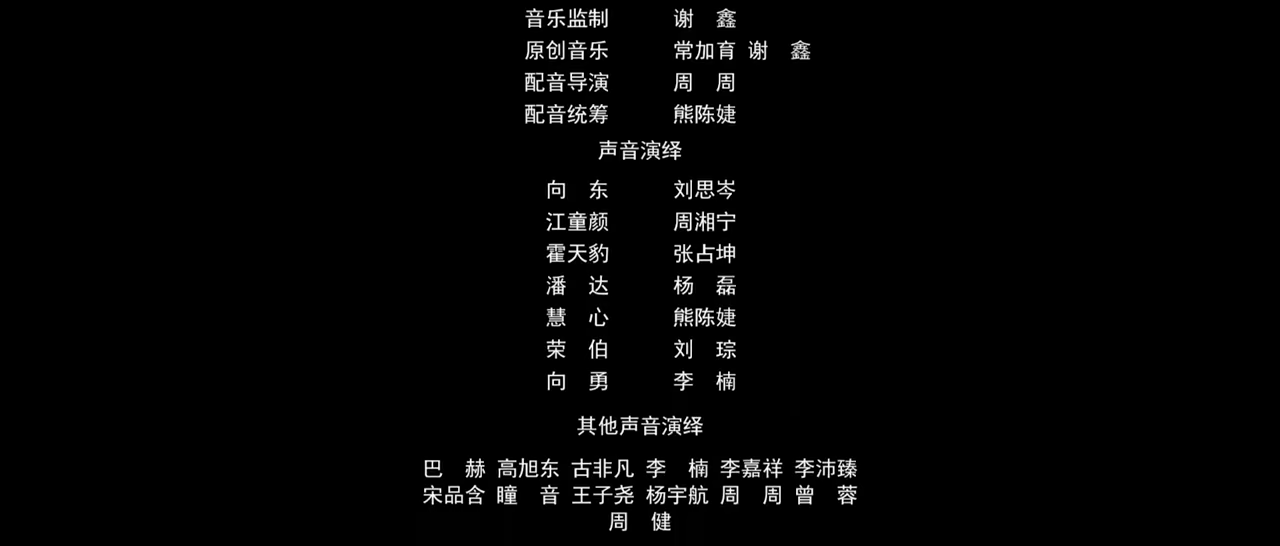 音乐监制 谢 鑫
原创音乐 常加育 谢 鑫
配音导演 周 周
配音统筹 熊陈婕
声音演绎
向 东 刘思岑
江童颜 周湘宁
霍天豹 张占坤
潘 达 杨 磊
慧 心 熊陈婕
荣 伯 刘 琮
向 勇 李 楠
其他声音演绎
巴 赫 高旭东 古非凡 李 楠 李嘉祥 李沛臻
宋品含 瞳 音 王子尧 杨宇航 周 周 曾 蓉
周 健